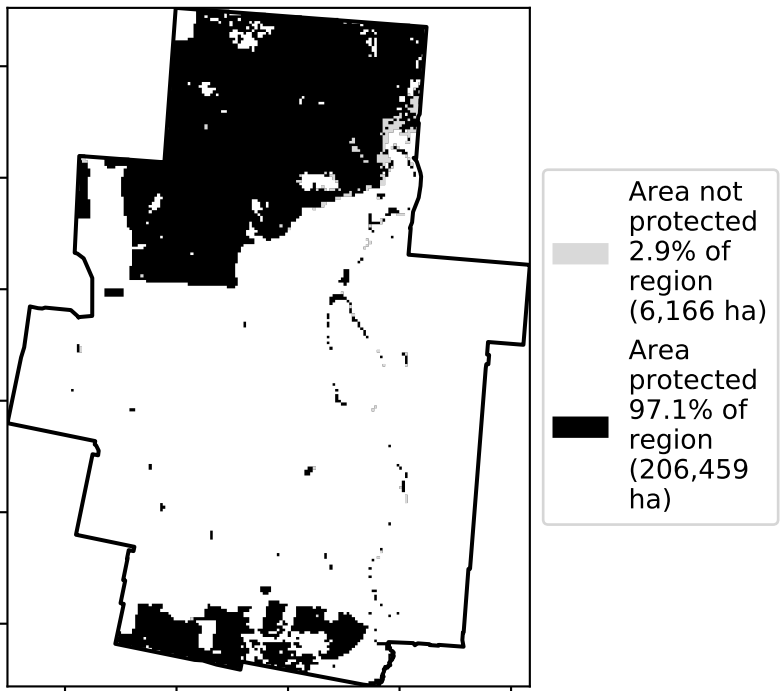 Area not
protected
2.9% of
region
(6,166 ha)
Area
protected
97.1% of
region
(206,459
ha)